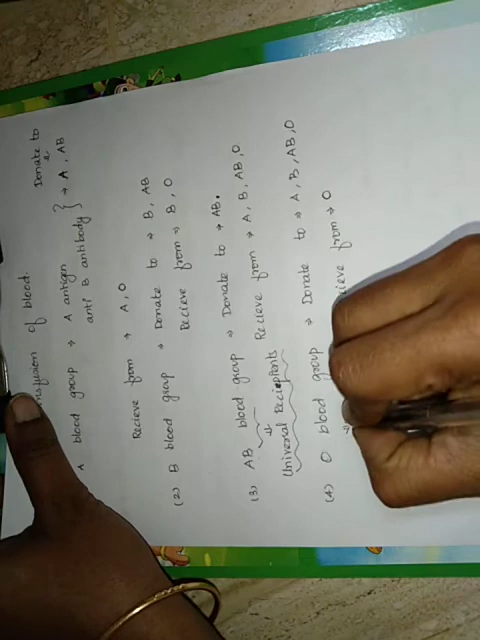 nsfusion of blood.
Donate to
A blood group → A antigen
anti B antibody } → A, AB
Recieve from → A, O
(2) B blood group → Donate to → B, AB
Recieve from → B, O
(3) AB blood group → Donate to → AB.
Recieve from → A, B, AB, O
Universal Recipients
(4) O blood group → Donate to → A, B, AB, O
ecieve from → O